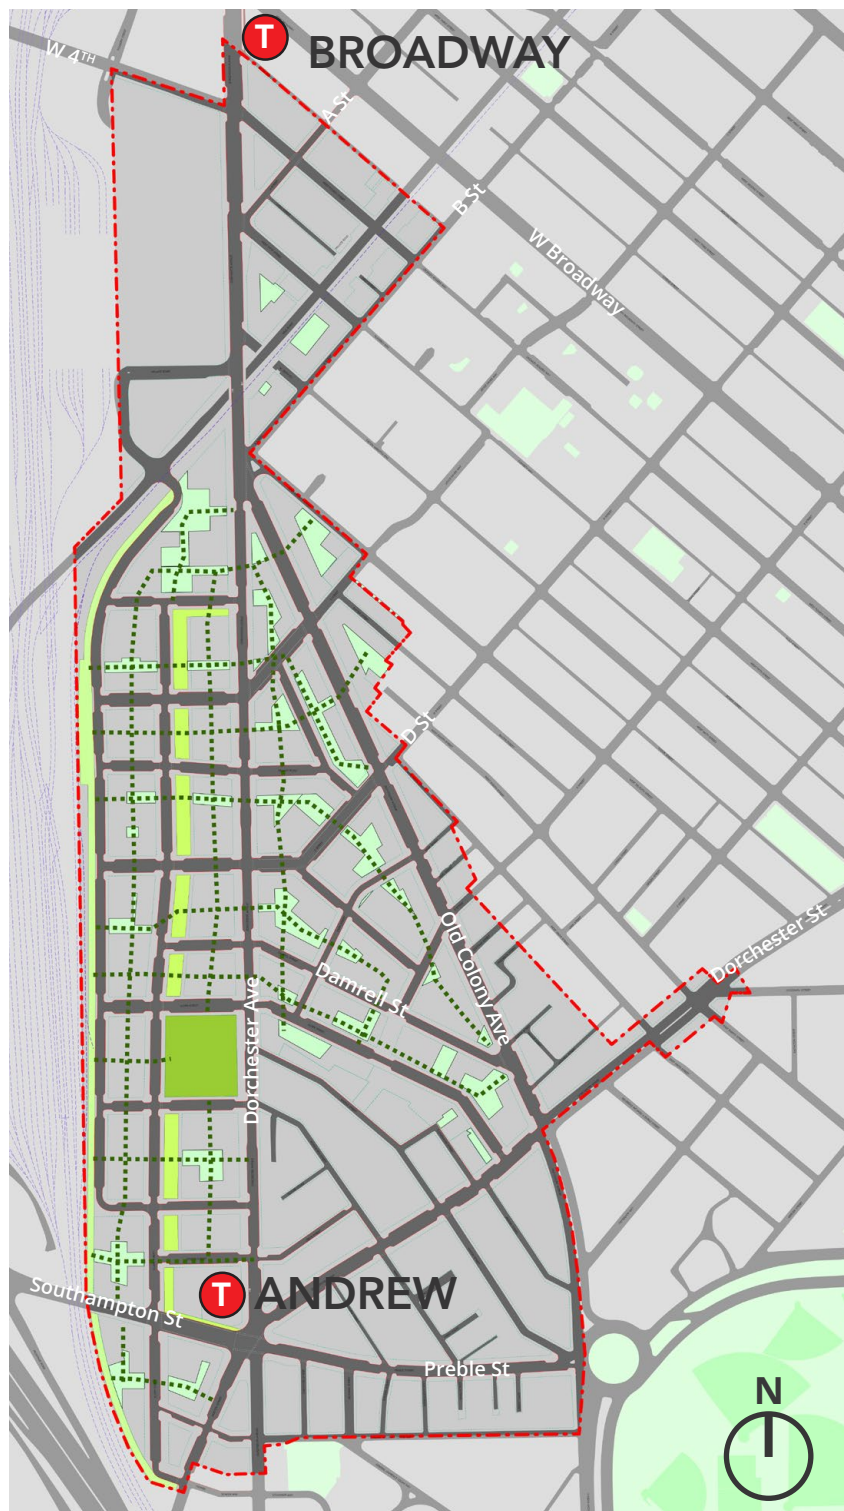 T
BROADWAY
W 4TH
A St
B St
W Broadway
D St
Old Colony Ave
Dorchester St
Damrell St
Dorchester Ave
T
ANDREW
Southampton St
Preble St
N